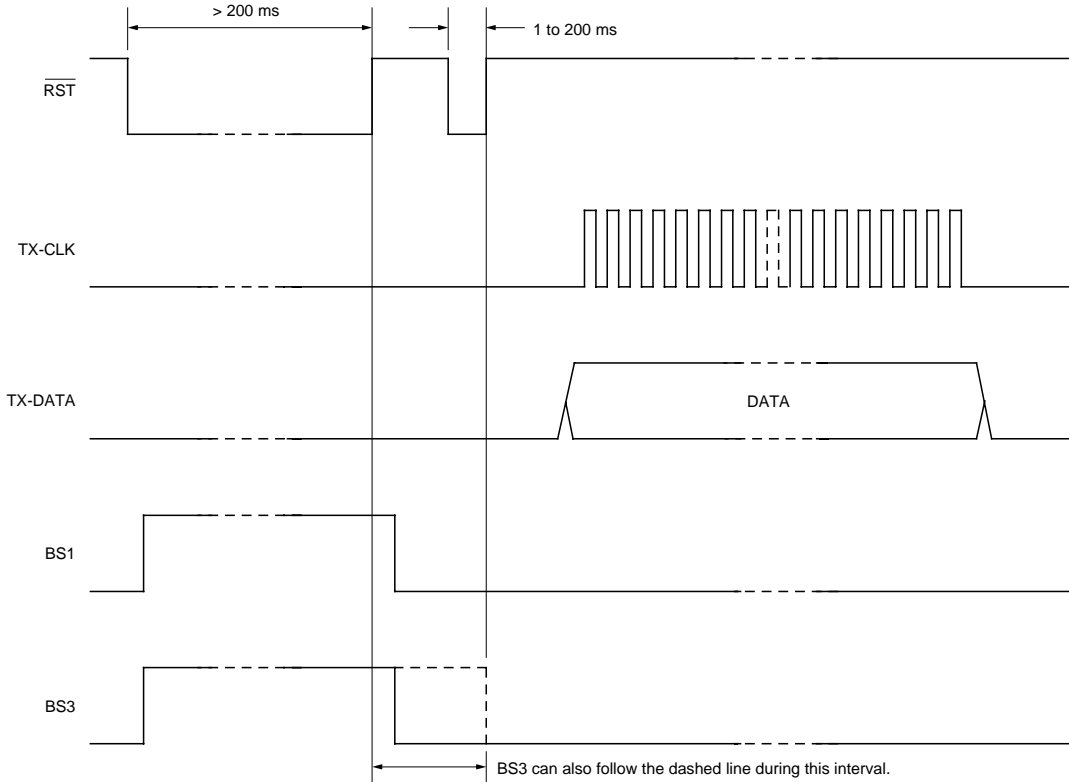 > 200 ms
1 to 200 ms
R̅S̅T̅
TX-CLK
TX-DATA
DATA
BS1
BS3
BS3 can also follow the dashed line during this interval.